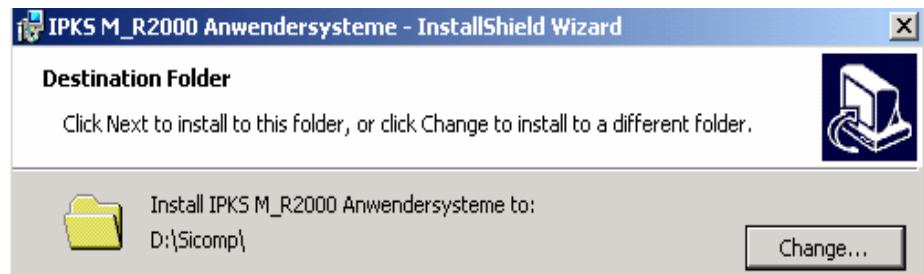 IPKS M_R2000 Anwendersysteme - InstallShield Wizard
Destination Folder
Click Next to install to this folder, or click Change to install to a different folder.
Install IPKS M_R2000 Anwendersysteme to:
D:\Sicomp\
Change...